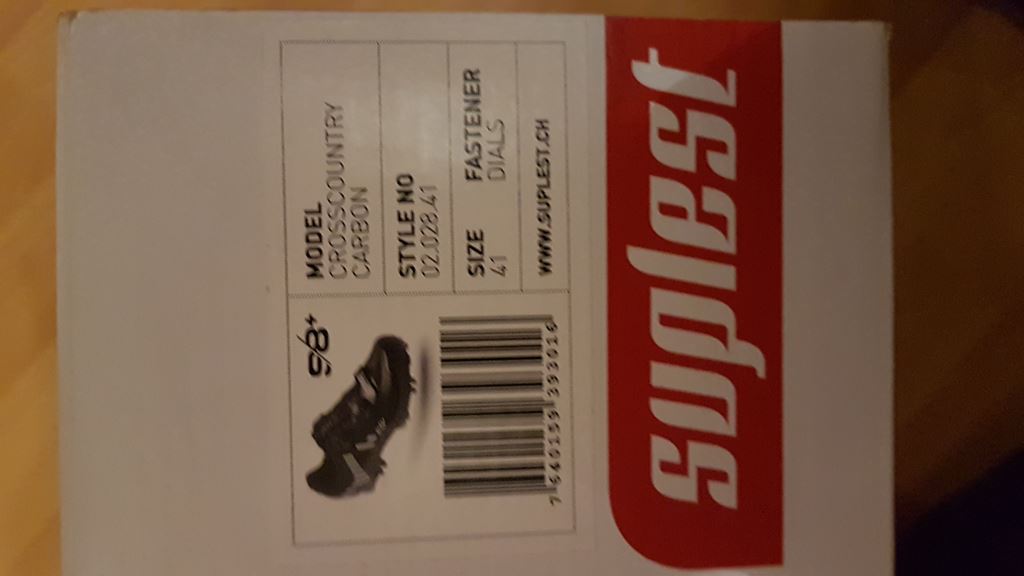 S/8+
7 640159 393016
MODEL
CROSSCOUNTRY
CARBON
STYLE NO
02.028.41
SIZE FASTENER
41 DIALS
WWW.SUPLEST.CH
suplest